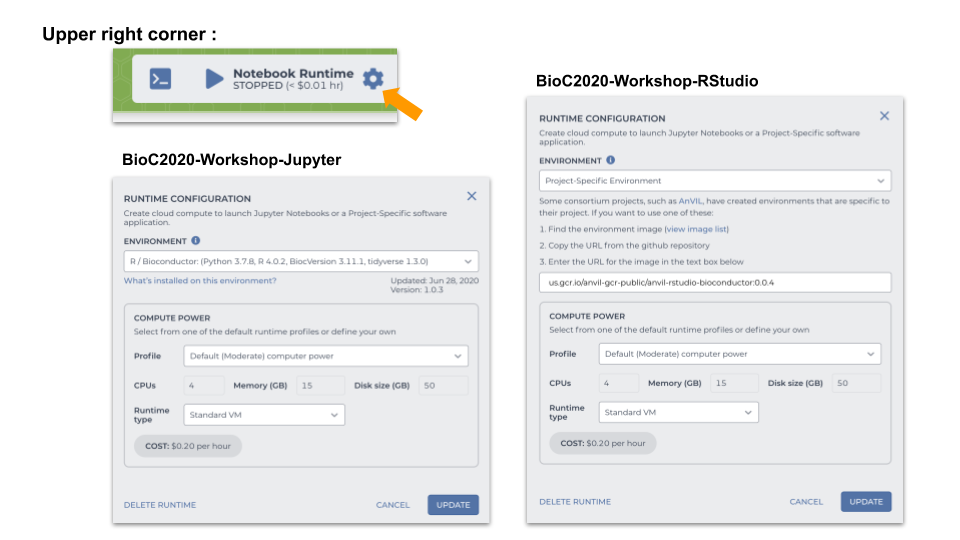 Upper right corner :
Notebook Runtime
STOPPED (< $0.01 hr)
BioC2020-Workshop-Jupyter
RUNTIME CONFIGURATION
Create cloud compute to launch Jupyter Notebooks or a Project-Specific software
application.
ENVIRONMENT
R / Bioconductor: (Python 3.7.8, R 4.0.2, BiocVersion 3.11.1, tidyverse 1.3.0)
What's installed on this environment? Updated: Jun 28, 2020
Version: 1.0.3
COMPUTE POWER
Select from one of the default runtime profiles or define your own
Profile Default (Moderate) computer power
CPUs 4 Memory (GB) 15 Disk size (GB) 50
Runtime
type Standard VM
COST: $0.20 per hour
DELETE RUNTIME CANCEL UPDATE
BioC2020-Workshop-RStudio
RUNTIME CONFIGURATION
Create cloud compute to launch Jupyter Notebooks or a Project-Specific software
application.
ENVIRONMENT
Project-Specific Environment
Some consortium projects, such as AnVIL, have created environments that are specific to
their project. If you want to use one of these:
1. Find the environment image (view image list)
2. Copy the URL from the github repository
3. Enter the URL for the image in the text box below
us.gcr.io/anvil-gcr-public/anvil-rstudio-bioconductor:0.0.4
COMPUTE POWER
Select from one of the default runtime profiles or define your own
Profile Default (Moderate) computer power
CPUs 4 Memory (GB) 15 Disk size (GB) 50
Runtime
type Standard VM
COST: $0.20 per hour
DELETE RUNTIME CANCEL UPDATE